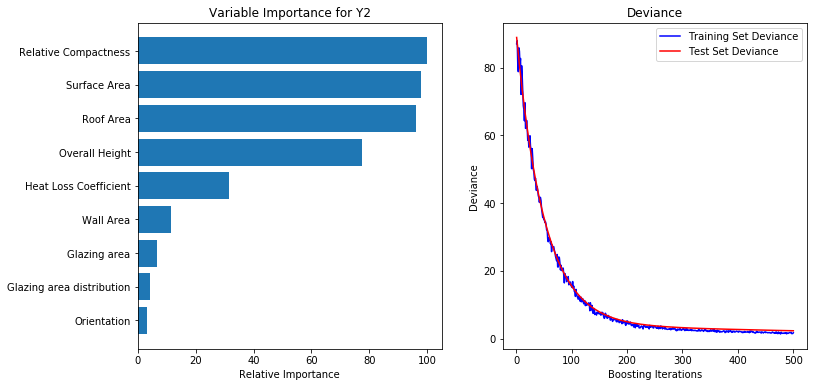 Variable Importance for Y2
Relative Compactness
Surface Area
Roof Area
Overall Height
Heat Loss Coefficient
Wall Area
Glazing area
Glazing area distribution
Orientation
0 20 40 60 80 100
Relative Importance
Deviance
Training Set Deviance
Test Set Deviance
Deviance
80
60
40
20
0
0 100 200 300 400 500
Boosting Iterations